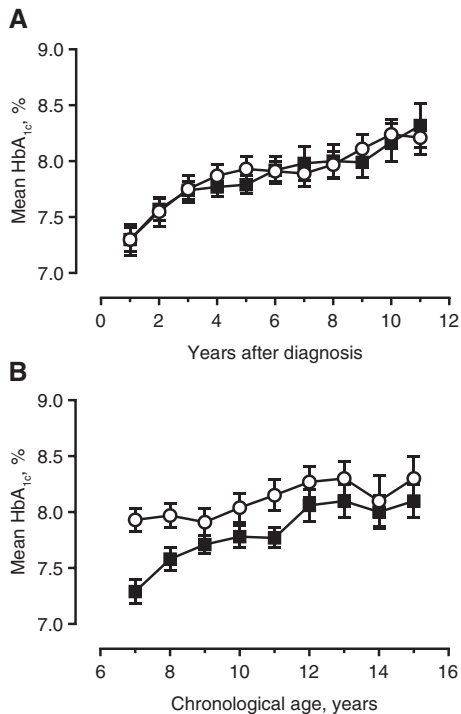 A
9.0
8.5
8.0
7.5
7.0
Mean HbA1c, %
0 2 4 6 8 10 12
Years after diagnosis
B
9.0
8.5
8.0
7.5
7.0
Mean HbA1c, %
6 8 10 12 14 16
Chronological age, years